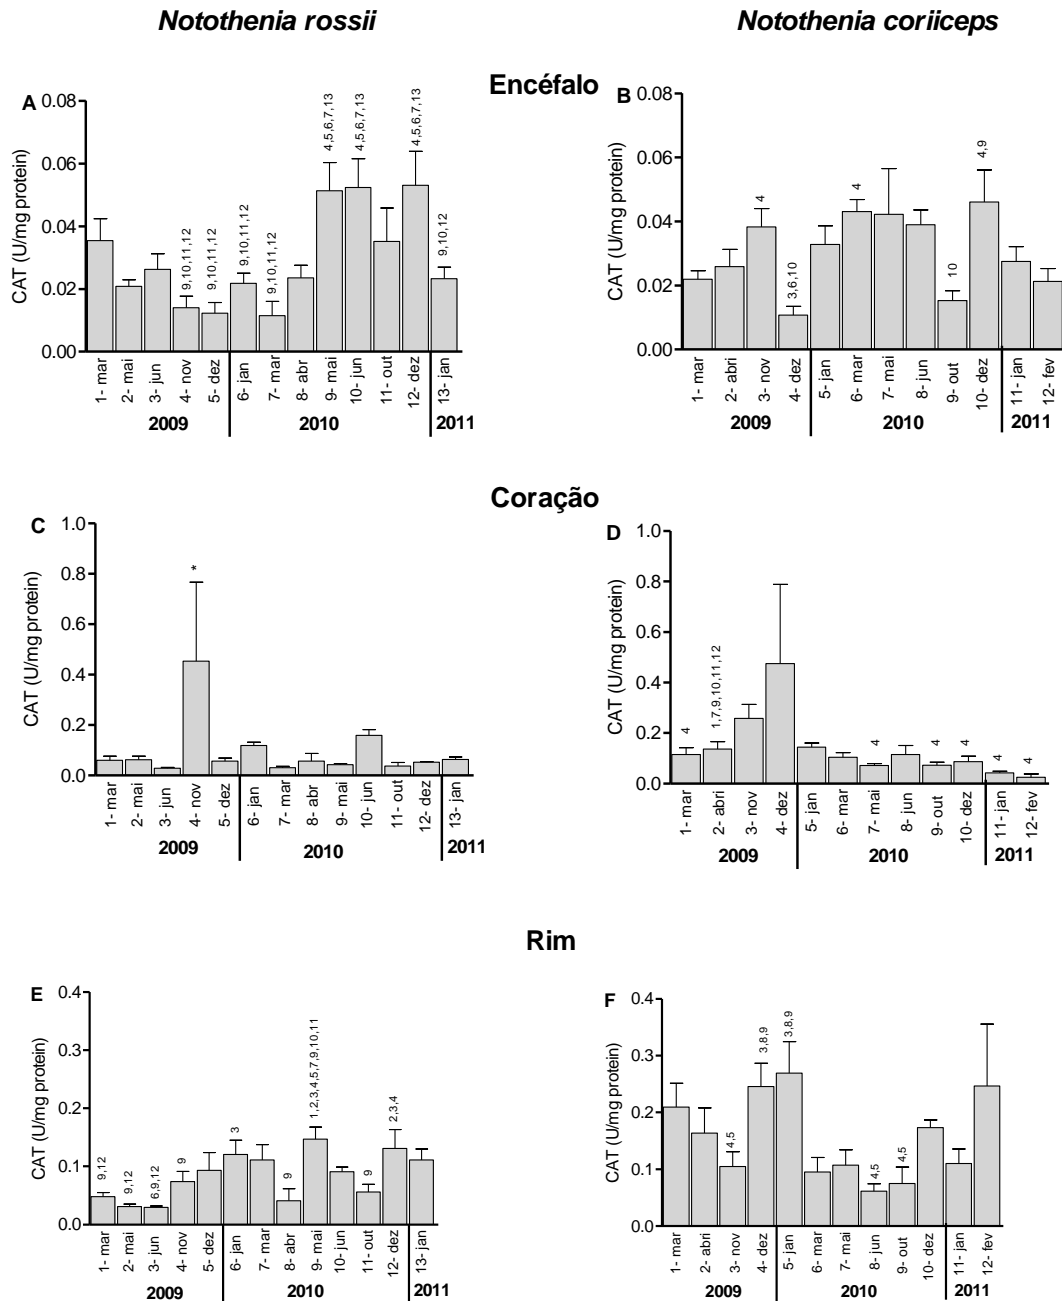 Notothenia rossii
Notothenia coriiceps
Encéfalo
A
CAT (U/mg protein)
0.08
0.06
0.04
0.02
0.00
9,10,11,12
9,10,11,12
9,10,11,12
9,10,11,12
4,5,6,7,13
4,5,6,7,13
4,5,6,7,13
9,10,12
1- mar
2- mai
3- jun
4- nov
5- dez
6- jan
7- mar
8- abr
9- mai
10- jun
11- out
12- dez
13- jan
2009
2010
2011
B
CAT (U/mg protein)
0.08
0.06
0.04
0.02
0.00
4
3,6,10
4
10
4,9
1- mar
2- abri
3- nov
4- dez
5- jan
6- mar
7- mai
8- jun
9- out
10- dez
11- jan
12- fev
2009
2010
2011
Coração
C
CAT (U/mg protein)
1.0
0.8
0.6
0.4
0.2
0.0
*
1- mar
2- mai
3- jun
4- nov
5- dez
6- jan
7- mar
8- abr
9- mai
10- jun
11- out
12- dez
13- jan
2009
2010
2011
D
CAT (U/mg protein)
1.0
0.8
0.6
0.4
0.2
0.0
4
1,7,9,10,11,12
4
4
4
4
4
1- mar
2- abri
3- nov
4- dez
5- jan
6- mar
7- mai
8- jun
9- out
10- dez
11- jan
12- fev
2009
2010
2011
Rim
E
CAT (U/mg protein)
0.4
0.3
0.2
0.1
0.0
9,12
9,12
6,9,12
9
3
9
1,2,3,4,5,7,9,10,11
9
2,3,4
1- mar
2- mai
3- jun
4- nov
5- dez
6- jan
7- mar
8- abr
9- mai
10- jun
11- out
12- dez
13- jan
2009
2010
2011
F
CAT (U/mg protein)
0.4
0.3
0.2
0.1
0.0
4,5
3,8,9
3,8,9
4,5
4,5
1- mar
2- abri
3- nov
4- dez
5- jan
6- mar
7- mai
8- jun
9- out
10- dez
11- jan
12- fev
2009
2010
2011